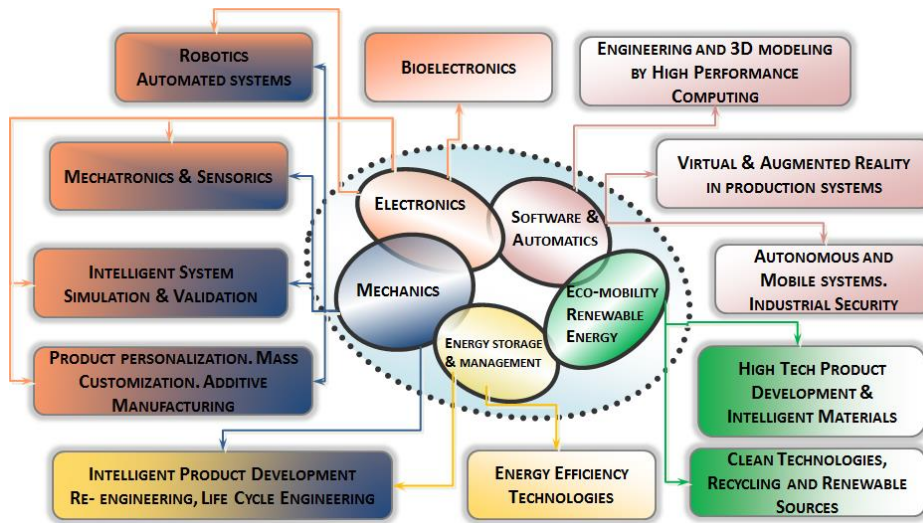 ROBOTICS
AUTOMATED SYSTEMS
BIOELECTRONICS
ENGINEERING AND 3D MODELING
BY HIGH PERFORMANCE
COMPUTING
MECHATRONICS & SENSORICS
VIRTUAL & AUGMENTED REALITY
IN PRODUCTION SYSTEMS
ELECTRONICS
SOFTWARE &
AUTOMATICS
INTELLIGENT SYSTEM
SIMULATION & VALIDATION
MECHANICS
ECO-MOBILITY
RENEWABLE
ENERGY
AUTONOMOUS AND
MOBILE SYSTEMS.
INDUSTRIAL SECURITY
PRODUCT PERSONALIZATION. MASS
CUSTOMIZATION. ADDITIVE
MANUFACTURING
ENERGY STORAGE
& MANAGEMENT
HIGH TECH PRODUCT
DEVELOPMENT &
INTELLIGENT MATERIALS
INTELLIGENT PRODUCT DEVELOPMENT
RE- ENGINEERING, LIFE CYCLE ENGINEERING
ENERGY EFFICIENCY
TECHNOLOGIES
CLEAN TECHNOLOGIES,
RECYCLING AND RENEWABLE
SOURCES